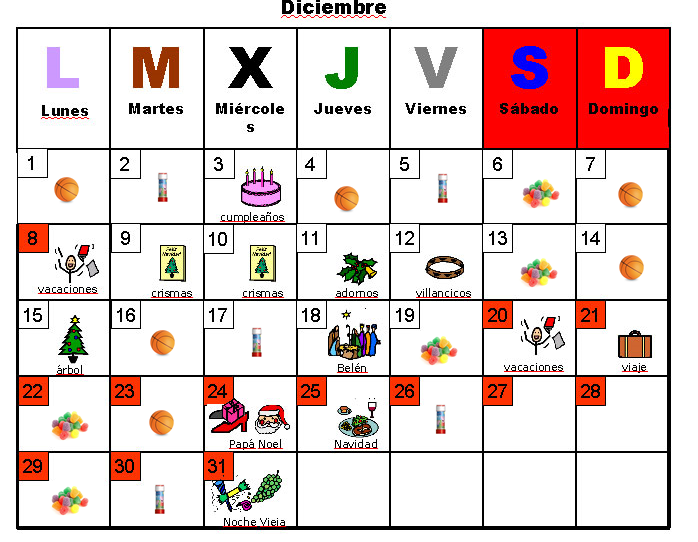 Diciembre
L M X J V S D
Lunes Martes Miércole Jueves Viernes Sábado Domingo
s
1 2 3 4 5 6 7
cumpleaños
8 9 10 11 12 13 14
vacaciones crismas crismas adornos villancicos
15 16 17 18 19 20 21
árbol Belén vacaciones viaje
22 23 24 25 26 27 28
Papá Noel Navidad
29 30 31
Noche Vieja